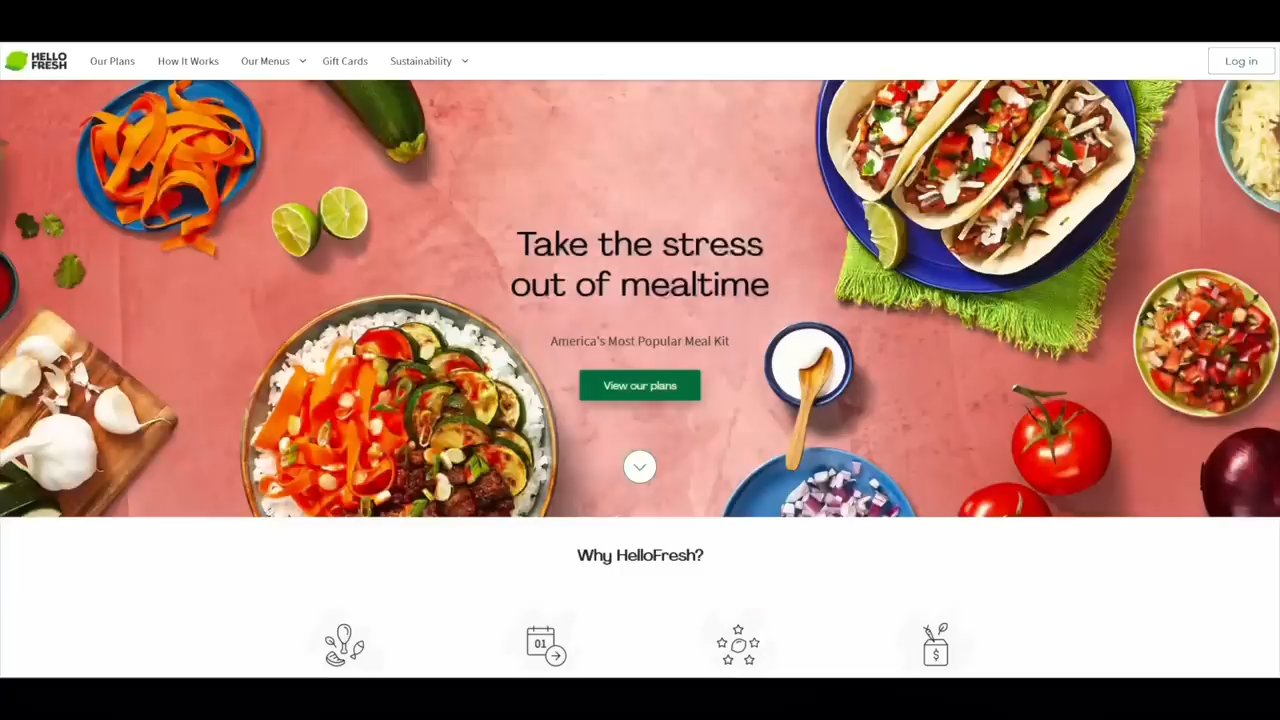 HELLO
FRESH
Our Plans
How It Works
Our Menus
Gift Cards
Sustainability
Log in
Take the stress
out of mealtime
America's Most Popular Meal Kit
View our plans
Why HelloFresh?
01
$